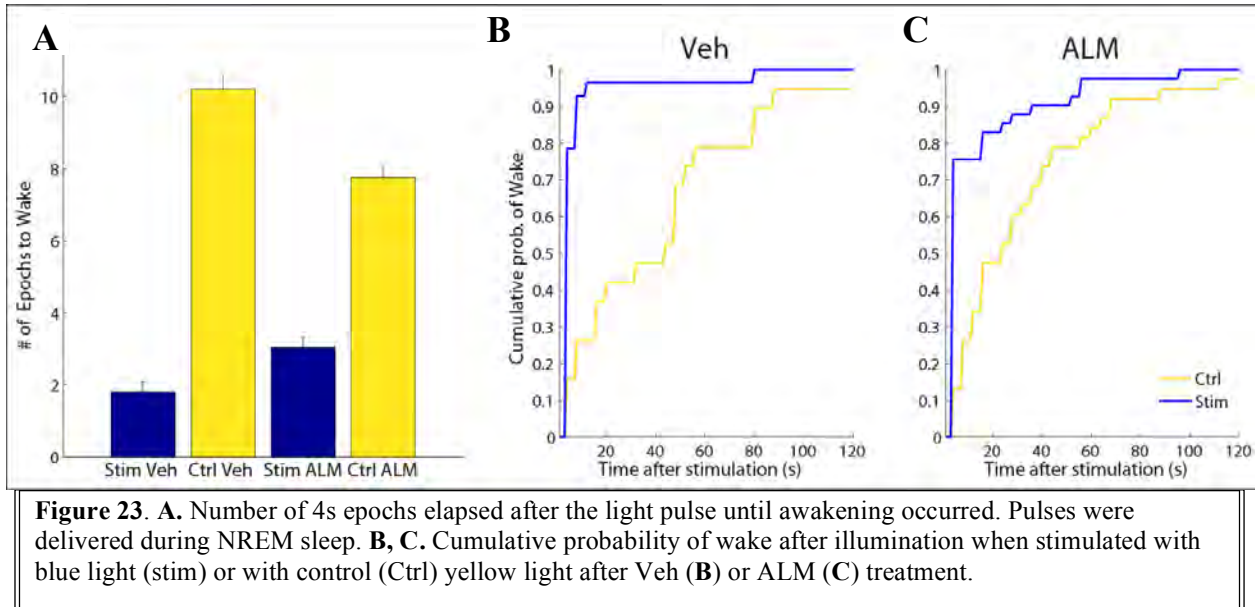 A
B
C
Veh
ALM
# of Epochs to Wake
10
8
6
4
2
0
Stim Veh
Ctrl Veh
Stim ALM
Ctrl ALM
Cumulative prob. of Wake
1
0.9
0.8
0.7
0.6
0.5
0.4
0.3
0.2
0.1
0
20
40
60
80
100
120
Time after stimulation (s)
1
0.9
0.8
0.7
0.6
0.5
0.4
0.3
0.2
0.1
0
Ctrl
Stim
20
40
60
80
100
120
Time after stimulation (s)
Figure 23. A. Number of 4s epochs elapsed after the light pulse until awakening occurred. Pulses were
delivered during NREM sleep. B, C. Cumulative probability of wake after illumination when stimulated with
blue light (stim) or with control (Ctrl) yellow light after Veh (B) or ALM (C) treatment.